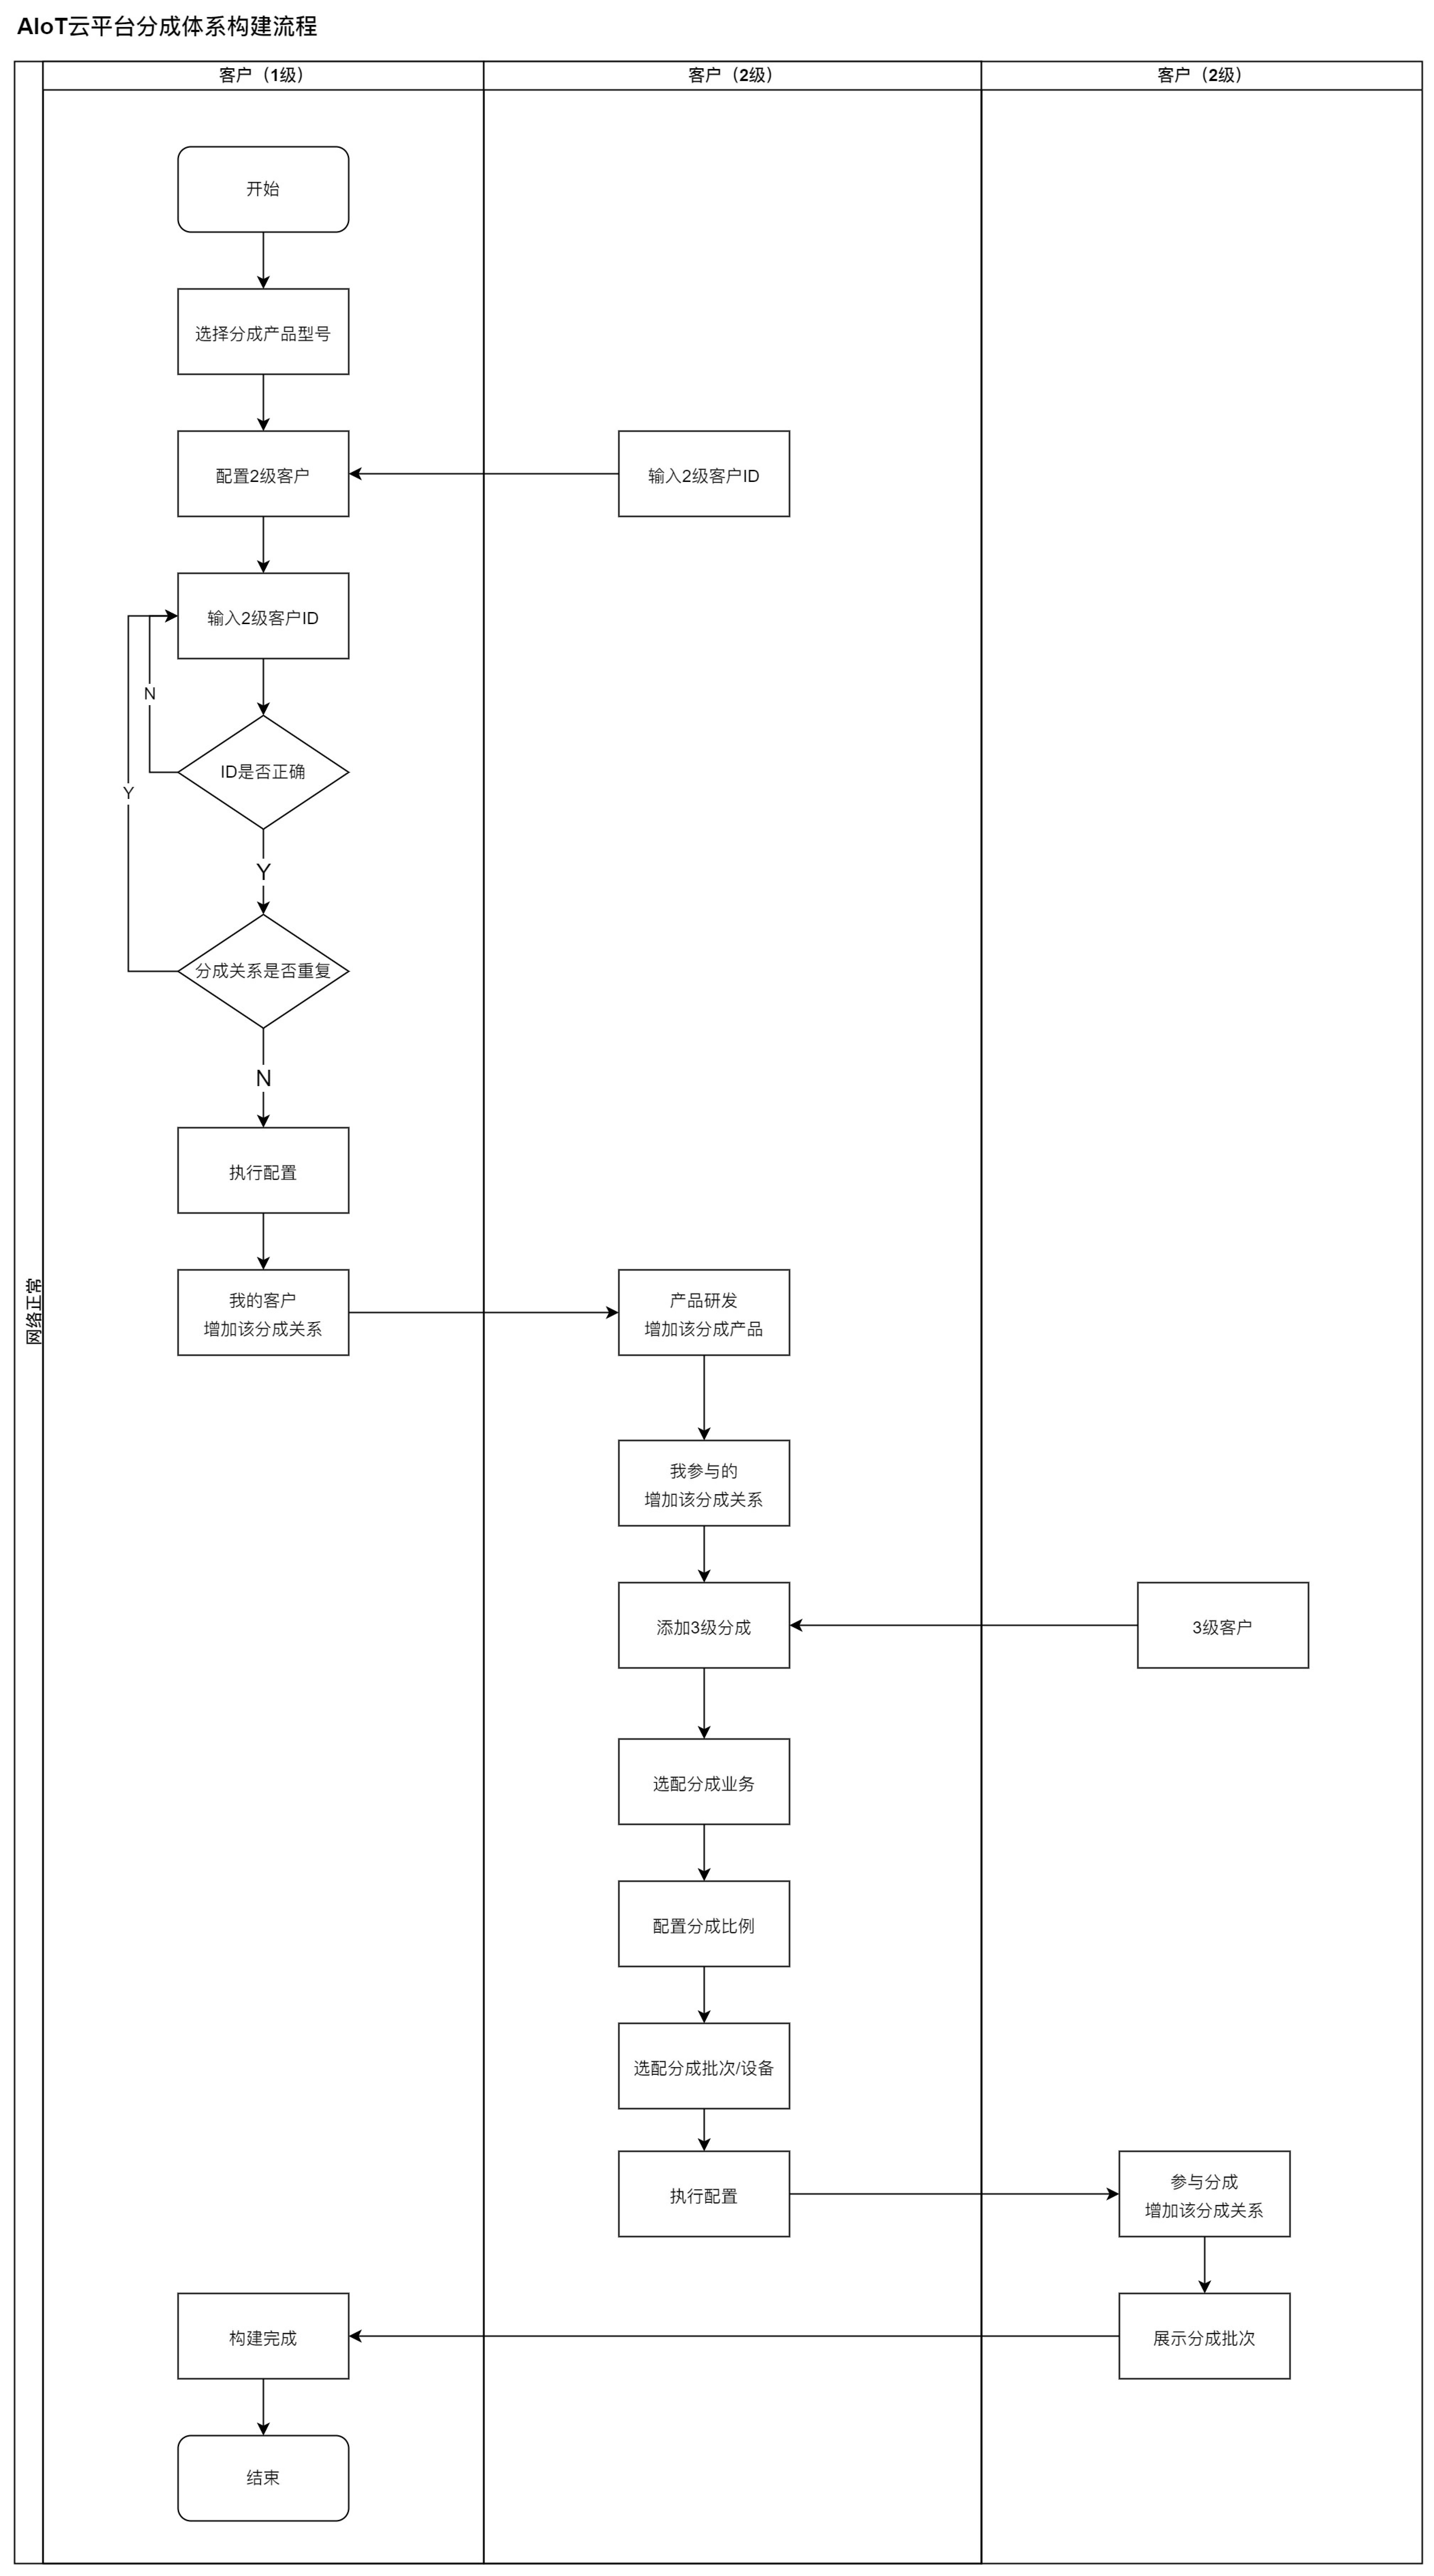 AIoT云平台分成体系构建流程
客户（1级）
客户（2级）
客户（2级）
网络正常
开始
选择分成产品型号
配置2级客户
输入2级客户ID
输入2级客户ID
N
ID是否正确
Y
Y
分成关系是否重复
N
执行配置
我的客户
增加该分成关系
产品研发
增加该分成产品
我参与的
增加该分成关系
添加3级分成
3级客户
选配分成业务
配置分成比例
选配分成批次/设备
执行配置
参与分成
增加该分成关系
构建完成
展示分成批次
结束